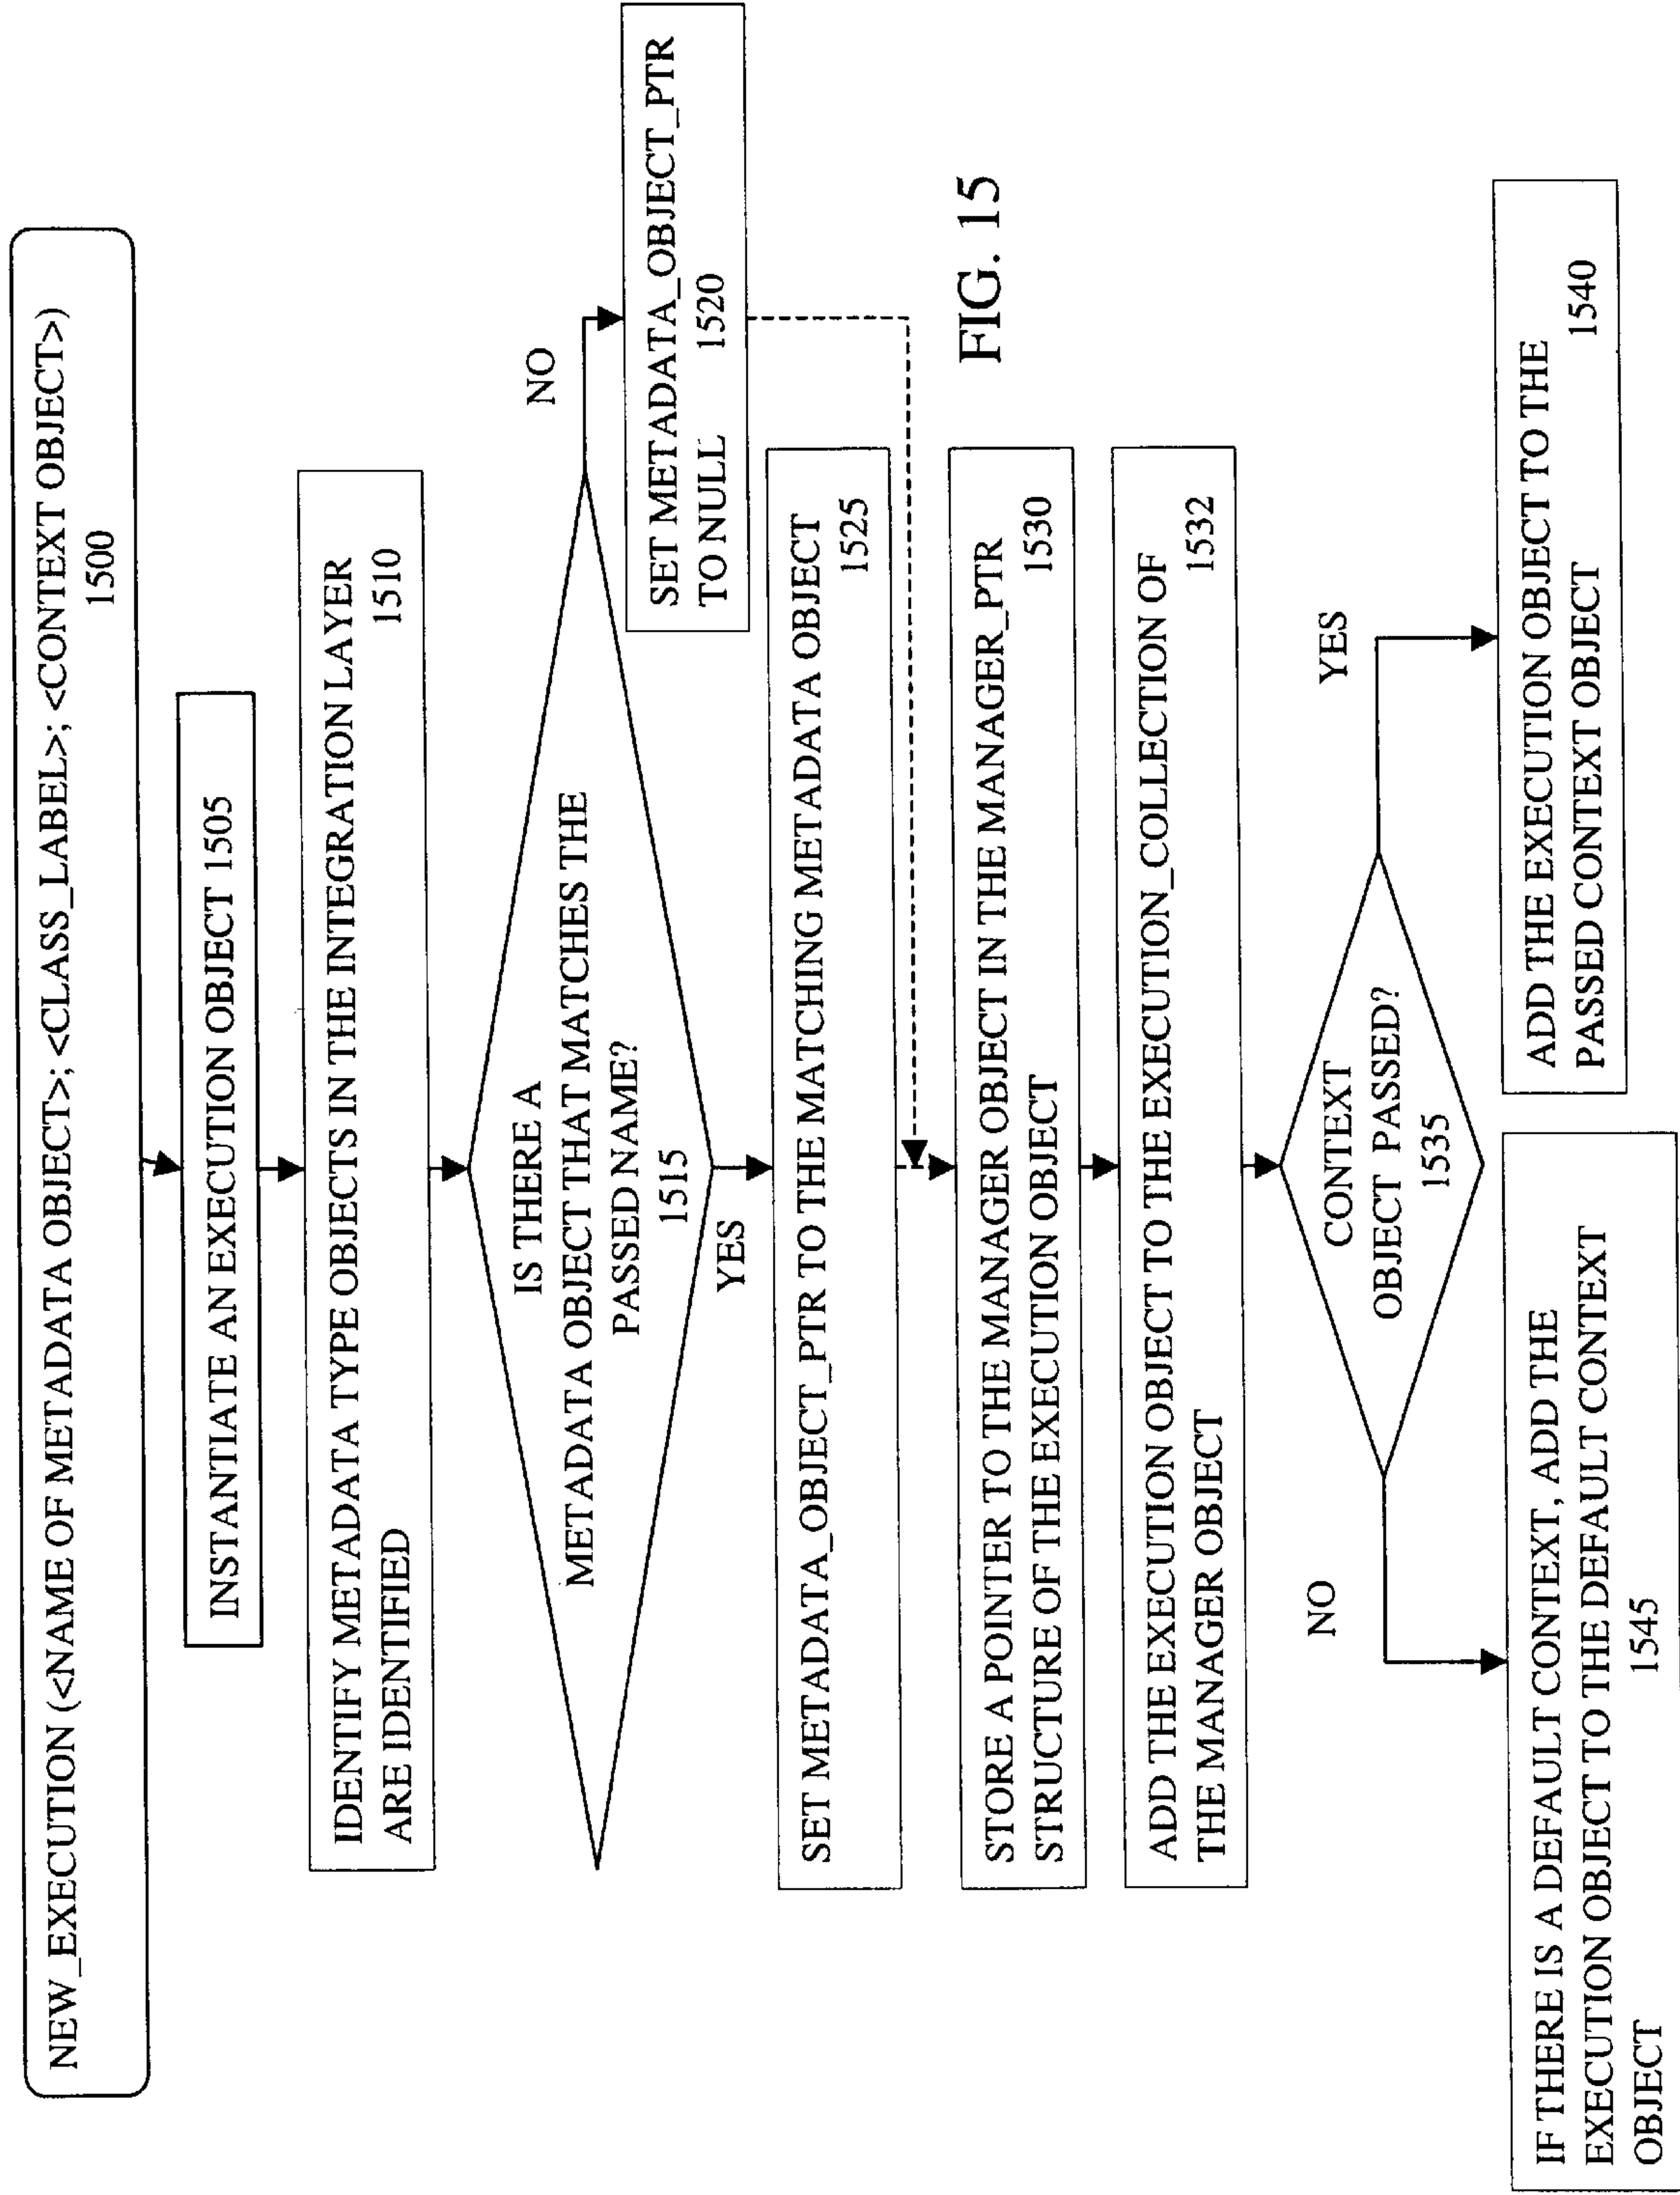 NEW_EXECUTION (<NAME OF METADATA OBJECT>; <CLASS_LABEL>; <CONTEXT OBJECT>)
1500
INSTANTIATE AN EXECUTION OBJECT 1505
IDENTIFY METADATA TYPE OBJECTS IN THE INTEGRATION LAYER
ARE IDENTIFIED 1510
IS THERE A
METADATA OBJECT THAT MATCHES THE
PASSED NAME?
1515
NO
YES
SET METADATA_OBJECT_PTR
TO NULL 1520
SET METADATA_OBJECT_PTR TO THE MATCHING METADATA OBJECT
1525
STORE A POINTER TO THE MANAGER OBJECT IN THE MANAGER_PTR
STRUCTURE OF THE EXECUTION OBJECT 1530
FIG. 15
ADD THE EXECUTION OBJECT TO THE EXECUTION_COLLECTION OF
THE MANAGER OBJECT 1532
CONTEXT
OBJECT PASSED?
1535
NO
YES
IF THERE IS A DEFAULT CONTEXT, ADD THE
EXECUTION OBJECT TO THE DEFAULT CONTEXT
OBJECT 1545
ADD THE EXECUTION OBJECT TO THE
PASSED CONTEXT OBJECT 1540